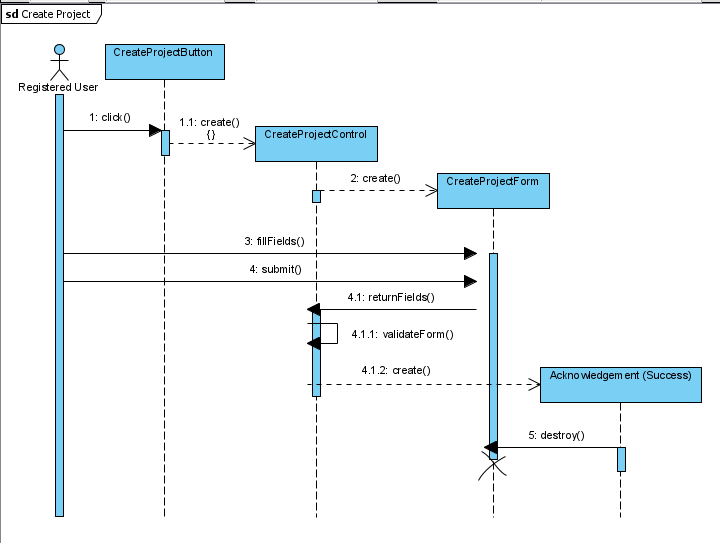 sd Create Project
CreateProjectButton
Registered User
1: click()
1.1: create()
{}
CreateProjectControl
2: create()
CreateProjectForm
3: fillFields()
4: submit()
4.1: returnFields()
4.1.1: validateForm()
4.1.2: create()
Acknowledgement (Success)
5: destroy()